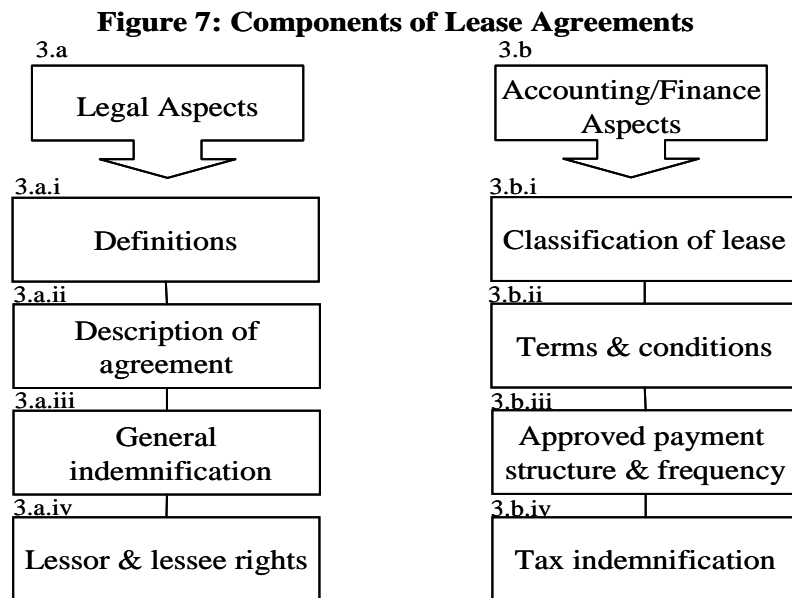 Figure 7: Components of Lease Agreements
3.a
Legal Aspects
3.a.i
Definitions
3.a.ii
Description of
agreement
3.a.iii
General
indemnification
3.a.iv
Lessor & lessee rights
3.b
Accounting/Finance
Aspects
3.b.i
Classification of lease
3.b.ii
Terms & conditions
3.b.iii
Approved payment
structure & frequency
3.b.iv
Tax indemnification